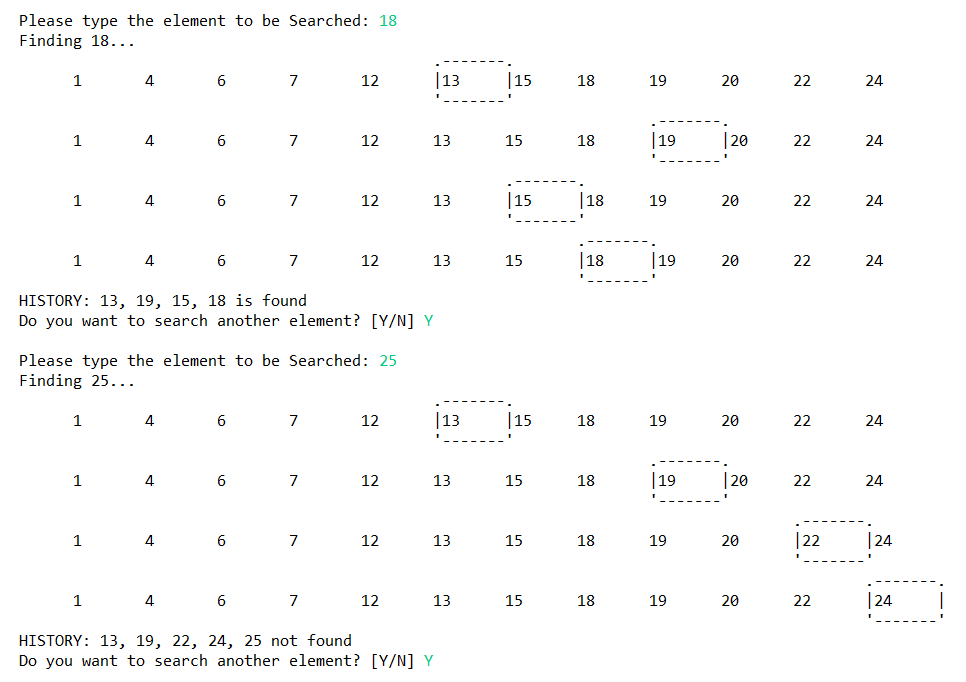 Please type the element to be Searched: 18
Finding 18...
.-------.
1 4 6 7 12 |13 |15 18 19 20 22 24
'-------'
.-------.
1 4 6 7 12 13 15 18 |19 |20 22 24
'-------'
.-------.
1 4 6 7 12 13 |15 |18 19 20 22 24
'-------'
.-------.
1 4 6 7 12 13 15 |18 |19 20 22 24
'-------'
HISTORY: 13, 19, 15, 18 is found
Do you want to search another element? [Y/N] Y
Please type the element to be Searched: 25
Finding 25...
.-------.
1 4 6 7 12 |13 |15 18 19 20 22 24
'-------'
.-------.
1 4 6 7 12 13 15 18 |19 |20 22 24
'-------'
.-------.
1 4 6 7 12 13 15 18 19 20 |22 |24
'-------'
.-------.
1 4 6 7 12 13 15 18 19 20 22 |24 |
'-------'
HISTORY: 13, 19, 22, 24, 25 not found
Do you want to search another element? [Y/N] Y